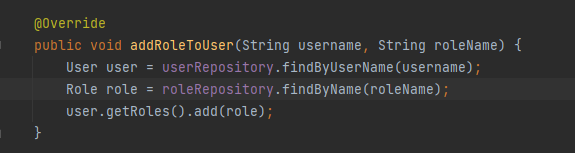 @Override
public void addRoleToUser(String username, String roleName) {
    User user = userRepository.findByUserName(username);
    Role role = roleRepository.findByName(roleName);
    user.getRoles().add(role);
}